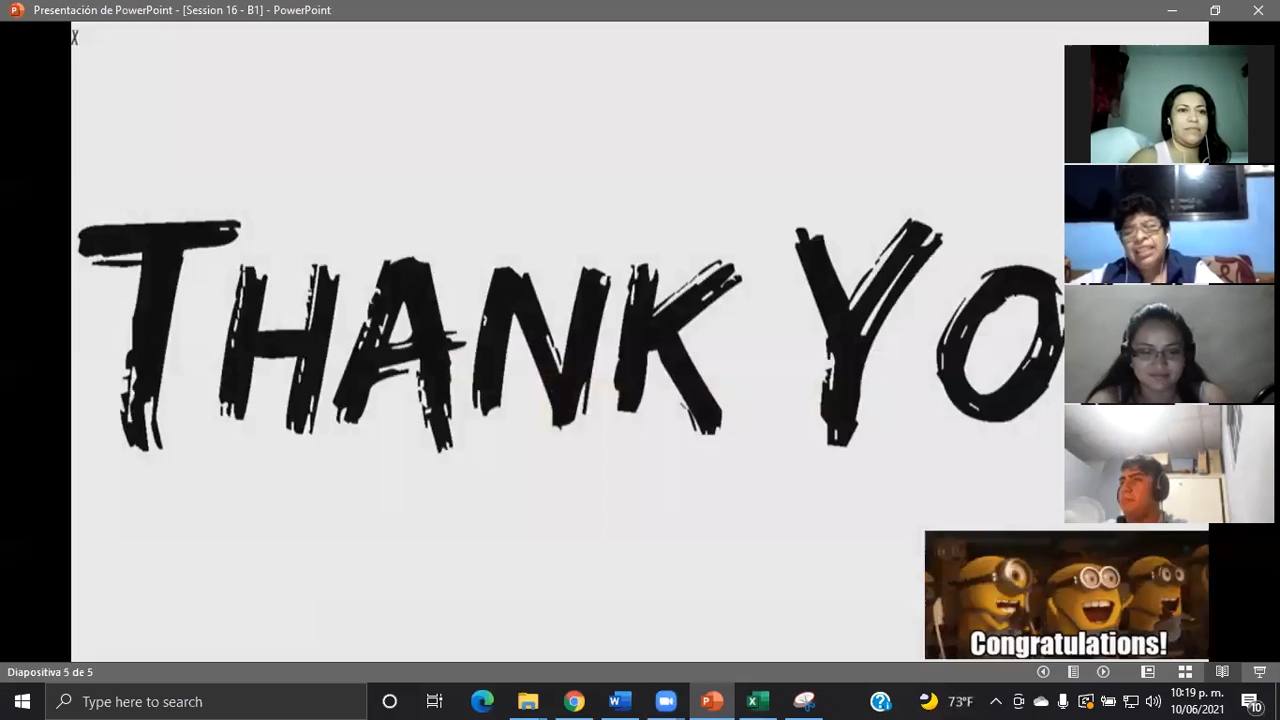 Presentación de PowerPoint - [Session 16 - B1] - PowerPoint
X
THANK YO
Congratulations!
Diapositiva 5 de 5
Type here to search
73°F
10:19 p. m.
10/06/2021
10